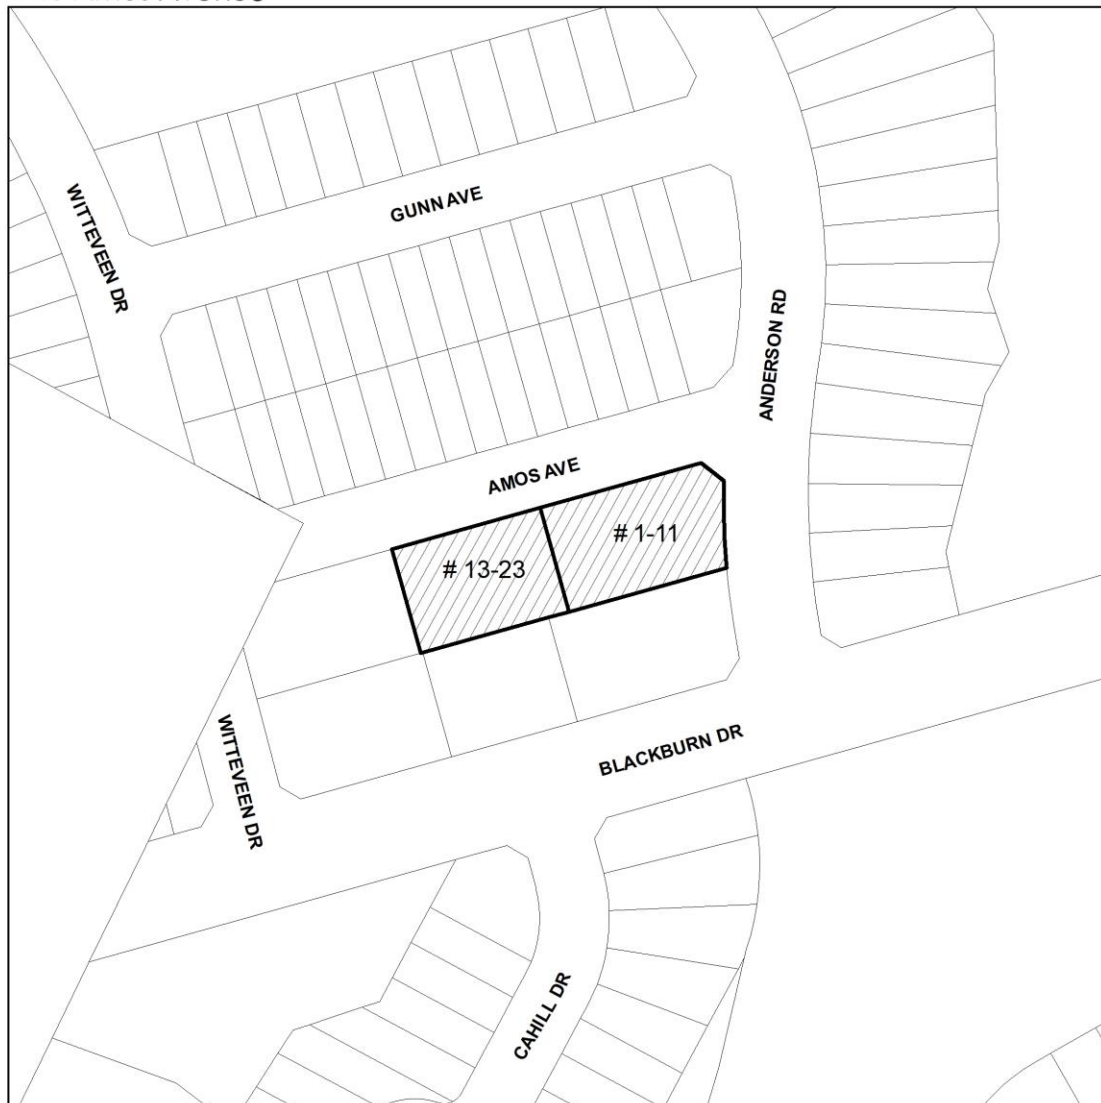 GUNN AVE
WITTEVEEN DR
ANDERSON RD
AMOS AVE
# 1-11
# 13-23
WITTEVEEN DR
BLACKBURN DR
CAHILL DR